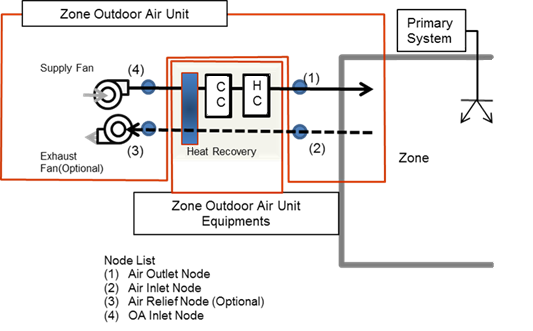 Zone Outdoor Air Unit
Primary
System
Supply Fan
(4)
(1)
C
C
H
C
(3)
(2)
Heat Recovery
Exhaust
Fan(Optional)
Zone
Zone Outdoor Air Unit
Equipments
Node List
(1) Air Outlet Node
(2) Air Inlet Node
(3) Air Relief Node (Optional)
(4) OA Inlet Node